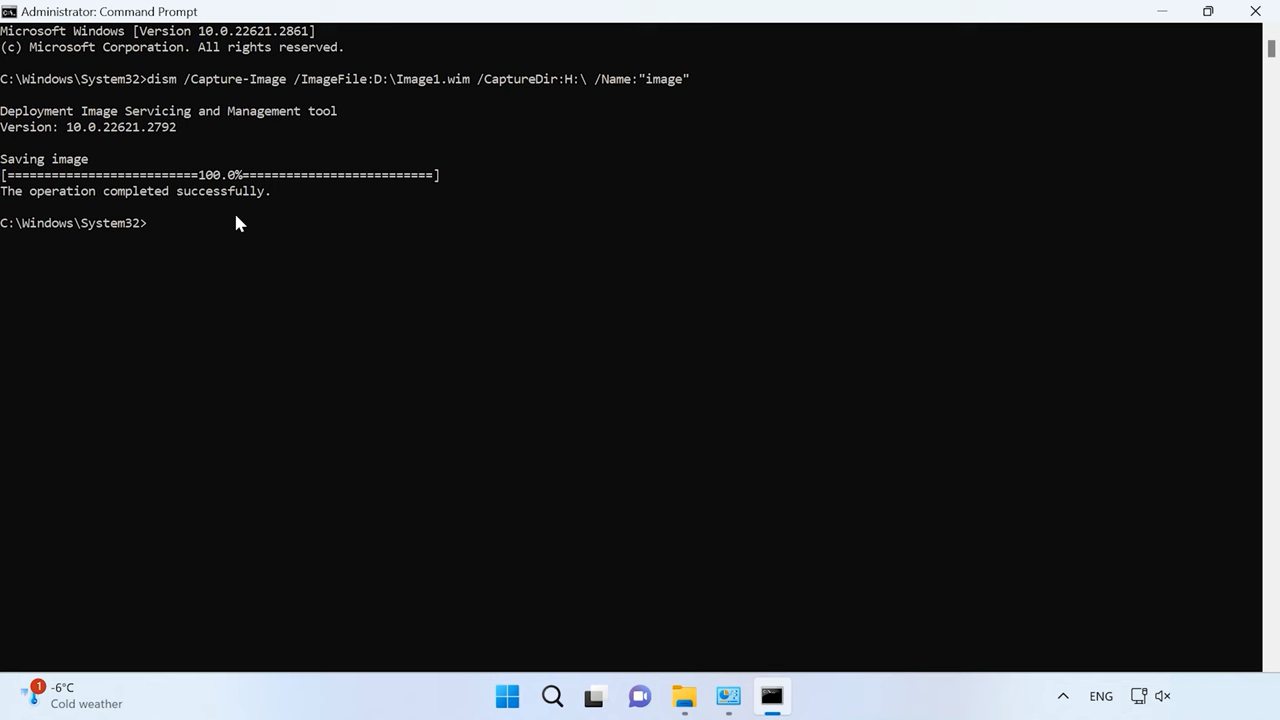 Administrator: Command Prompt
Microsoft Windows [Version 10.0.22621.2861]
(c) Microsoft Corporation. All rights reserved.
C:\Windows\System32>dism /Capture-Image /ImageFile:D:\Image1.wim /CaptureDir:H:\ /Name:"image"
Deployment Image Servicing and Management tool
Version: 10.0.22621.2792
Saving image
[==========================100.0%==========================]
The operation completed successfully.
C:\Windows\System32>
1
-6°C
Cold weather
ENG